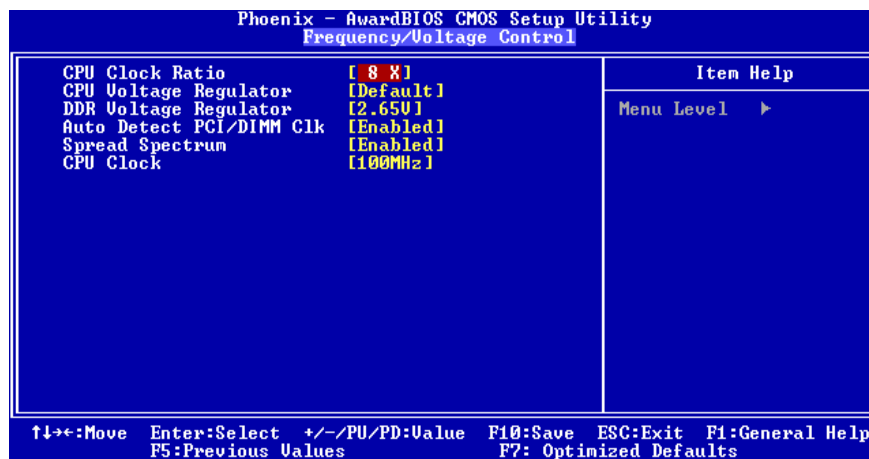 Phoenix - AwardBIOS CMOS Setup Utility
Frequency/Voltage Control
CPU Clock Ratio [ 8 X]
CPU Voltage Regulator [Default]
DDR Voltage Regulator [2.65V]
Auto Detect PCI/DIMM Clk [Enabled]
Spread Spectrum [Enabled]
CPU Clock [100MHz]
Item Help
Menu Level ▸
↑↓→←:Move Enter:Select +/-/PU/PD:Value F10:Save ESC:Exit F1:General Help
F5:Previous Values F7: Optimized Defaults